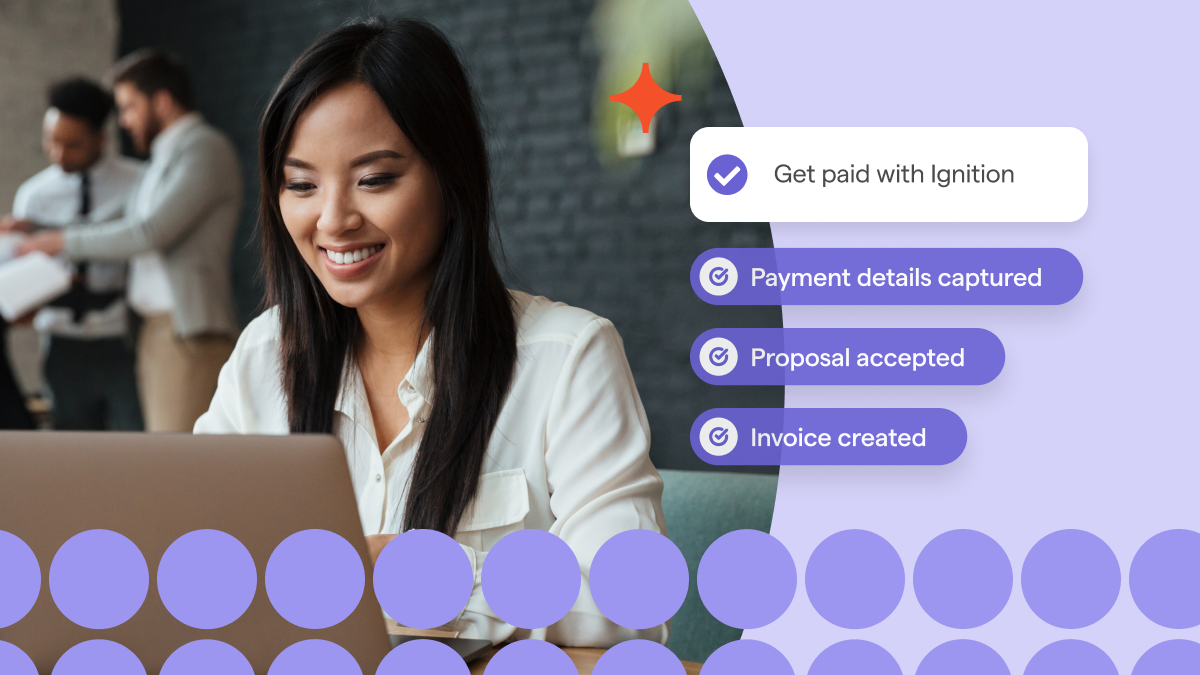 Get paid with Ignition
Payment details captured
Proposal accepted
Invoice created